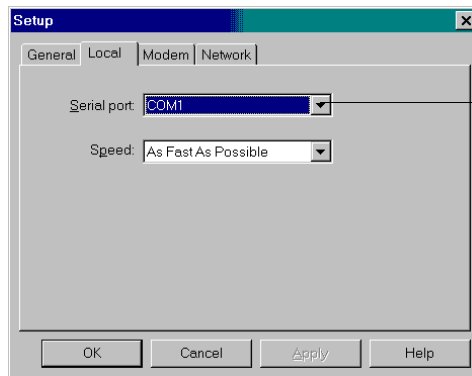 Setup
General Local Modem Network
Serial port: COM1
Speed: As Fast As Possible
OK Cancel Apply Help